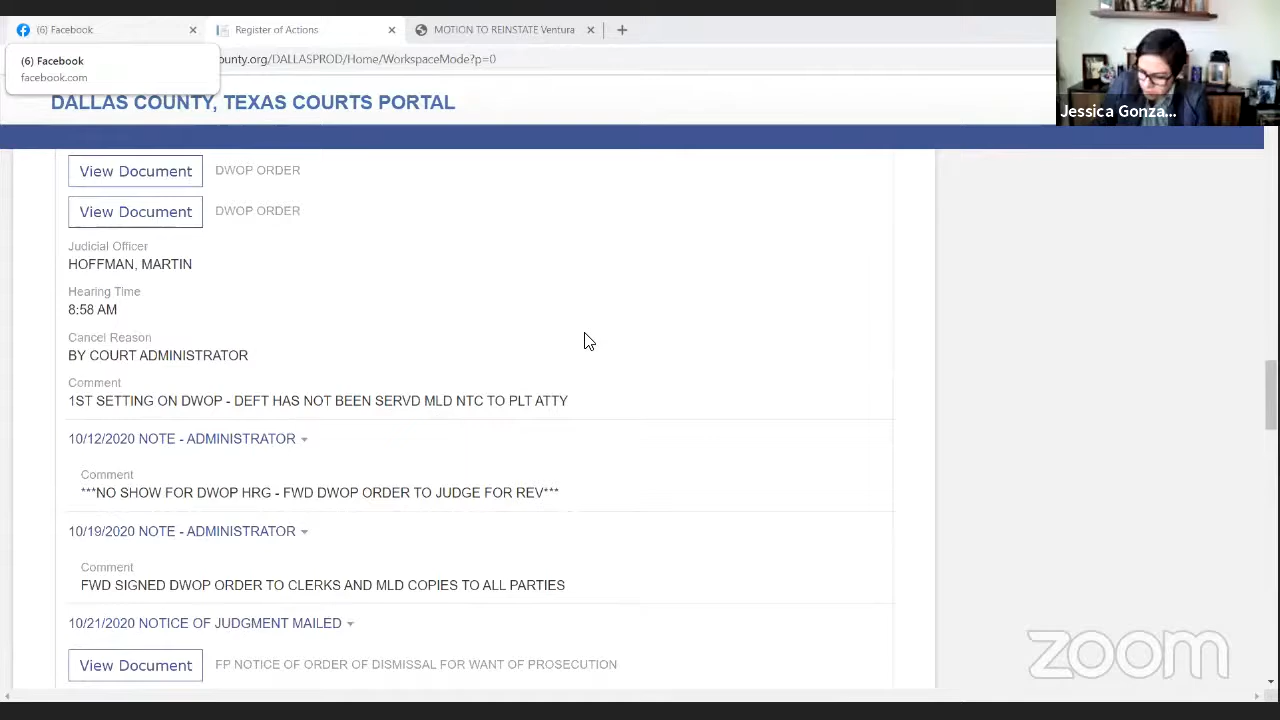 (6) Facebook
Register of Actions
MOTION TO REINSTATE Ventura
(6) Facebook
facebook.com
ounty.org/DALLASPROD/Home/WorkspaceMode?p=0
DALLAS COUNTY, TEXAS COURTS PORTAL
Jessica Gonza...
View Document DWOP ORDER
View Document DWOP ORDER
Judicial Officer
HOFFMAN, MARTIN
Hearing Time
8:58 AM
Cancel Reason
BY COURT ADMINISTRATOR
Comment
1ST SETTING ON DWOP - DEFT HAS NOT BEEN SERVD MLD NTC TO PLT ATTY
10/12/2020 NOTE - ADMINISTRATOR
Comment
***NO SHOW FOR DWOP HRG - FWD DWOP ORDER TO JUDGE FOR REV***
10/19/2020 NOTE - ADMINISTRATOR
Comment
FWD SIGNED DWOP ORDER TO CLERKS AND MLD COPIES TO ALL PARTIES
10/21/2020 NOTICE OF JUDGMENT MAILED
View Document FP NOTICE OF ORDER OF DISMISSAL FOR WANT OF PROSECUTION
zoom